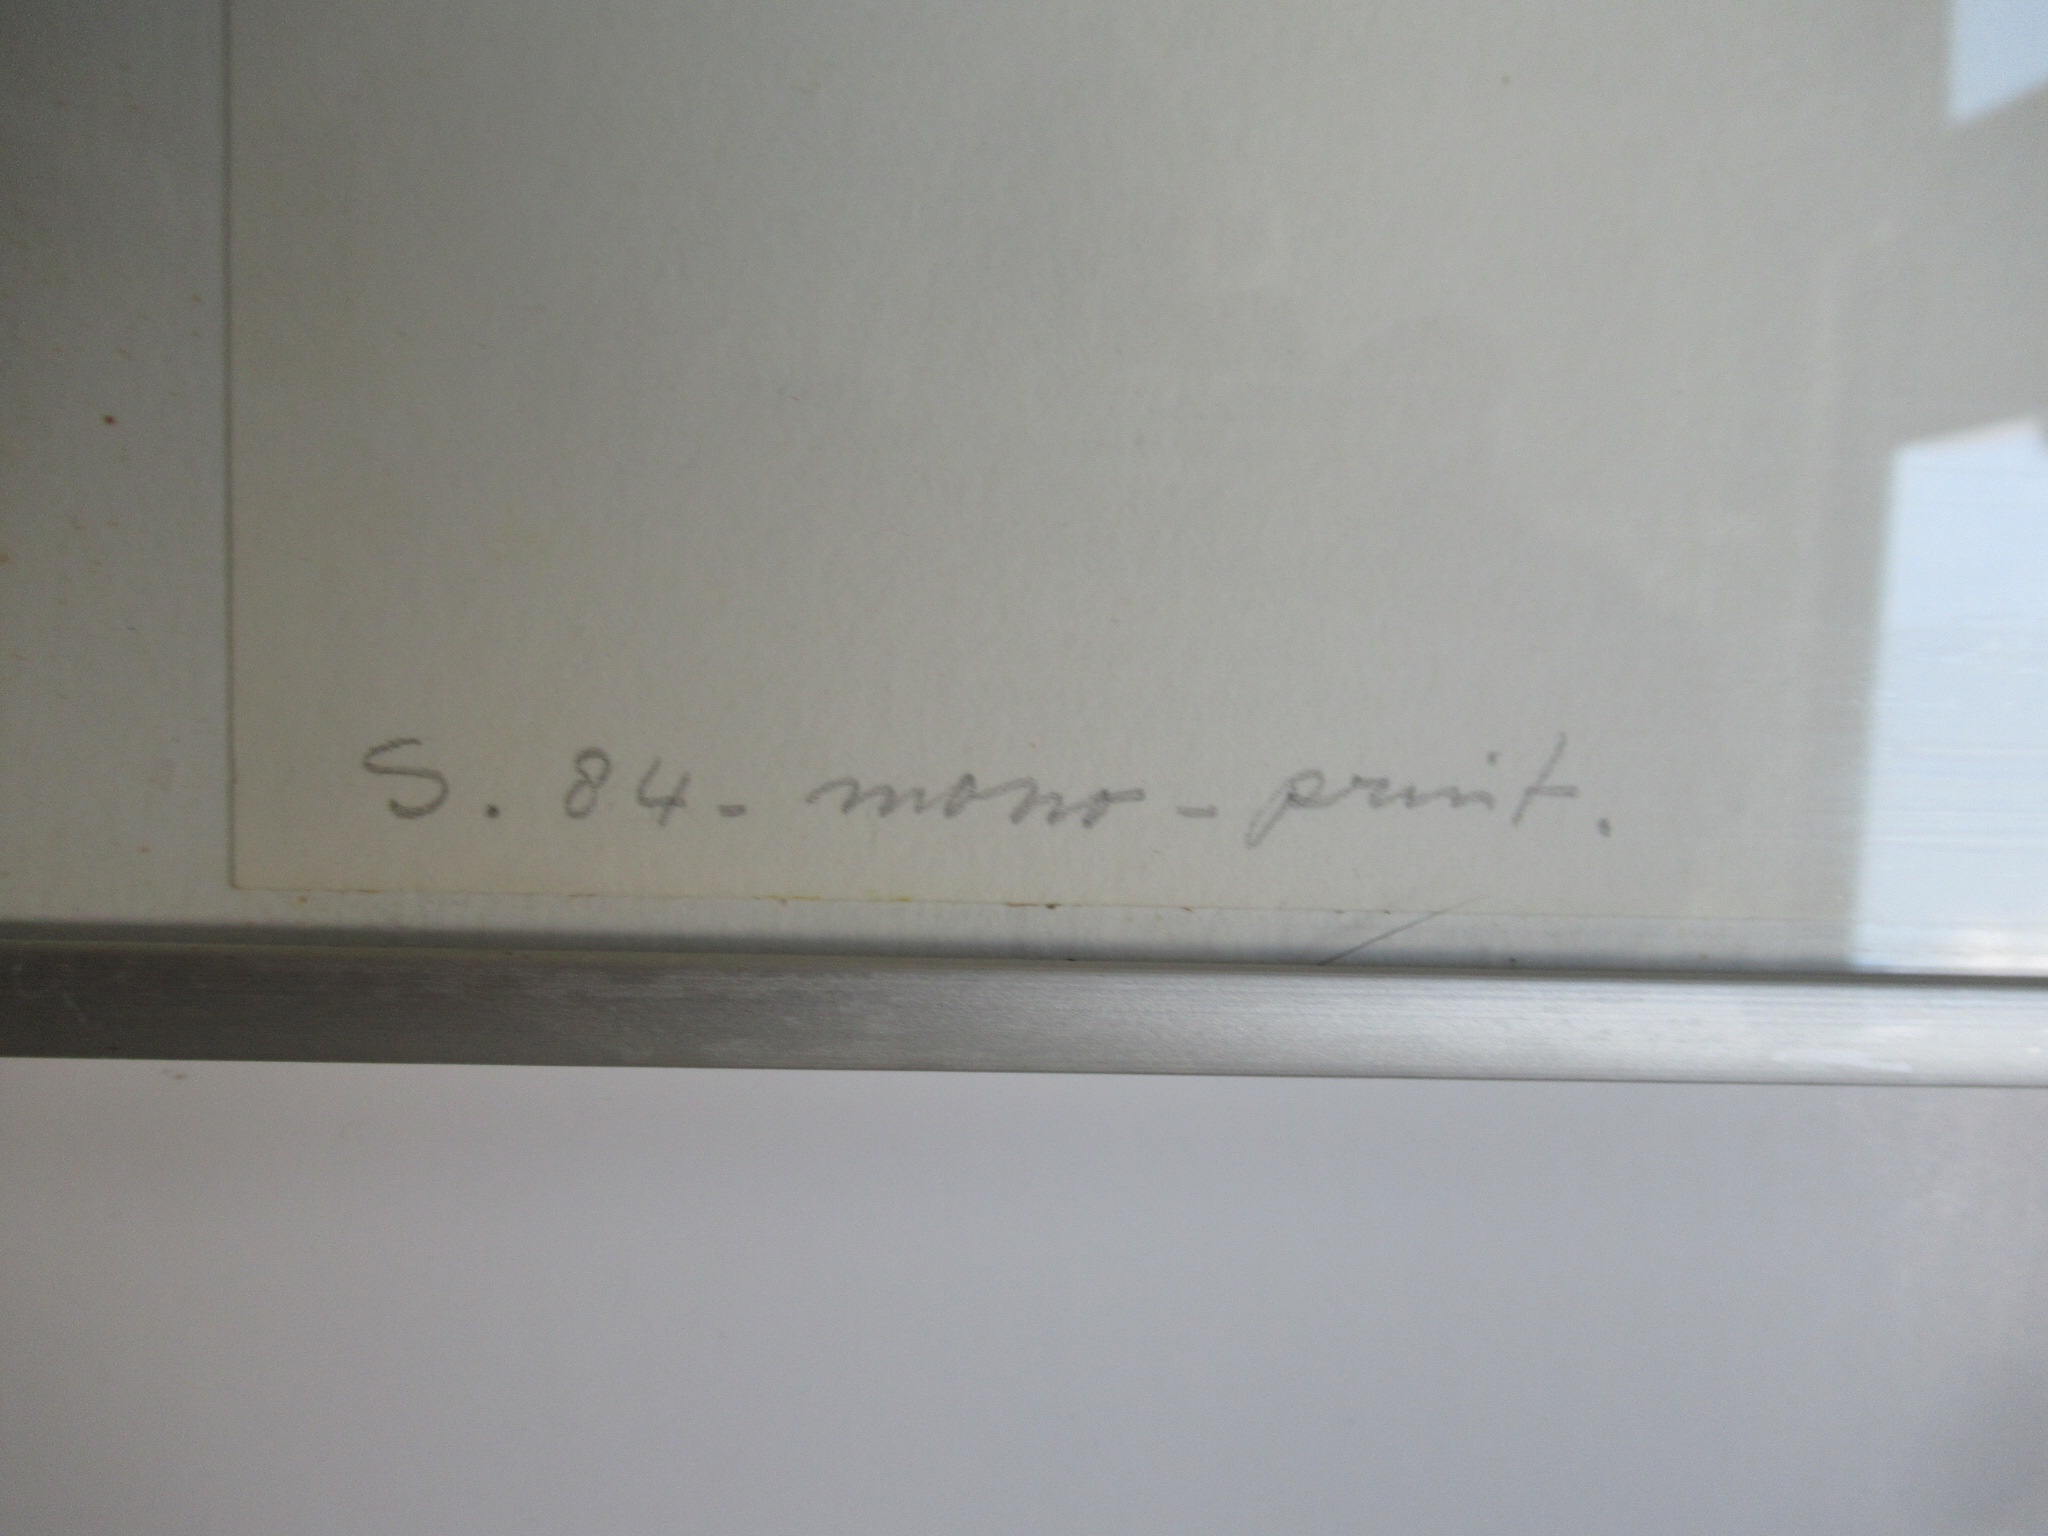 S. 84 - mono - print.